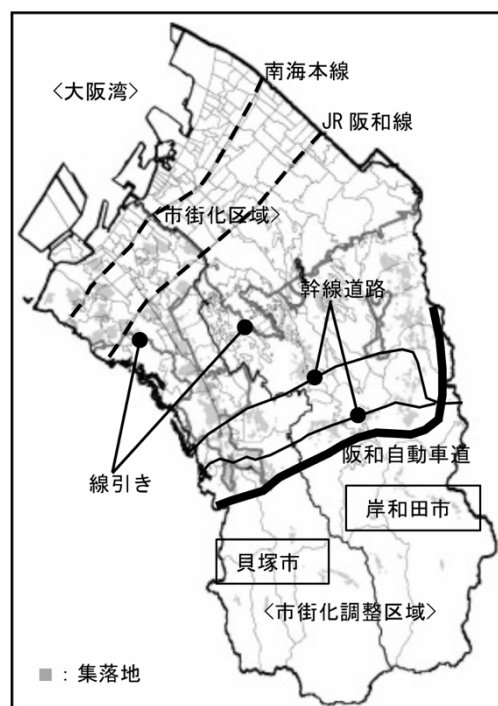 南海本線
<大阪湾>
JR 阪和線
市街化区域>
幹線道路
線引き
阪和自動車道
岸和田市
貝塚市
<市街化調整区域>
■:集落地